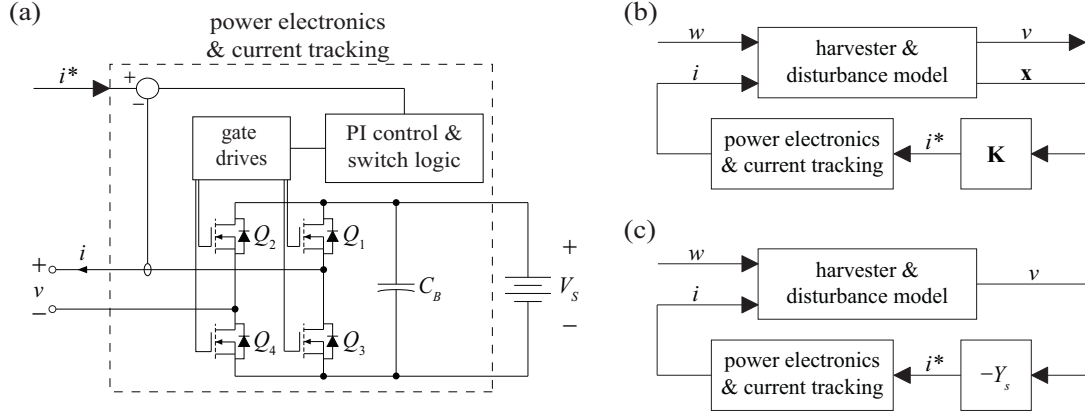 (a)
power electronics
& current tracking
i*
+
−
gate
drives
PI control &
switch logic
Q₂
Q₁
+
i
v
−
C_B
+
V_S
−
Q₄
Q₃
(b)
w
harvester &
disturbance model
v
i
x
power electronics
& current tracking
i*
K
(c)
w
harvester &
disturbance model
v
i
power electronics
& current tracking
i*
−Y_s